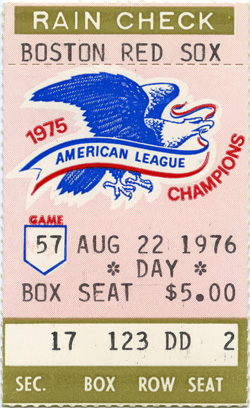 RAIN CHECK
BOSTON RED SOX
1975
AMERICAN LEAGUE
CHAMPIONS
GAME
57 AUG 22 1976
* DAY *
BOX SEAT $5.00
17 123 DD 2
SEC. BOX ROW SEAT